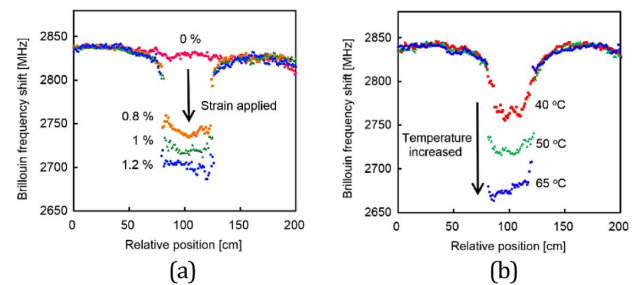 2850
2800
2750
2700
2650
Brillouin frequency shift [MHz]
0 %
Strain applied
0.8 %
1 %
1.2 %
0 50 100 150 200
Relative position [cm]
(a)
2850
2800
2750
2700
2650
Brillouin frequency shift [MHz]
Temperature
increased
40 °C
50 °C
65 °C
0 50 100 150 200
Relative position [cm]
(b)